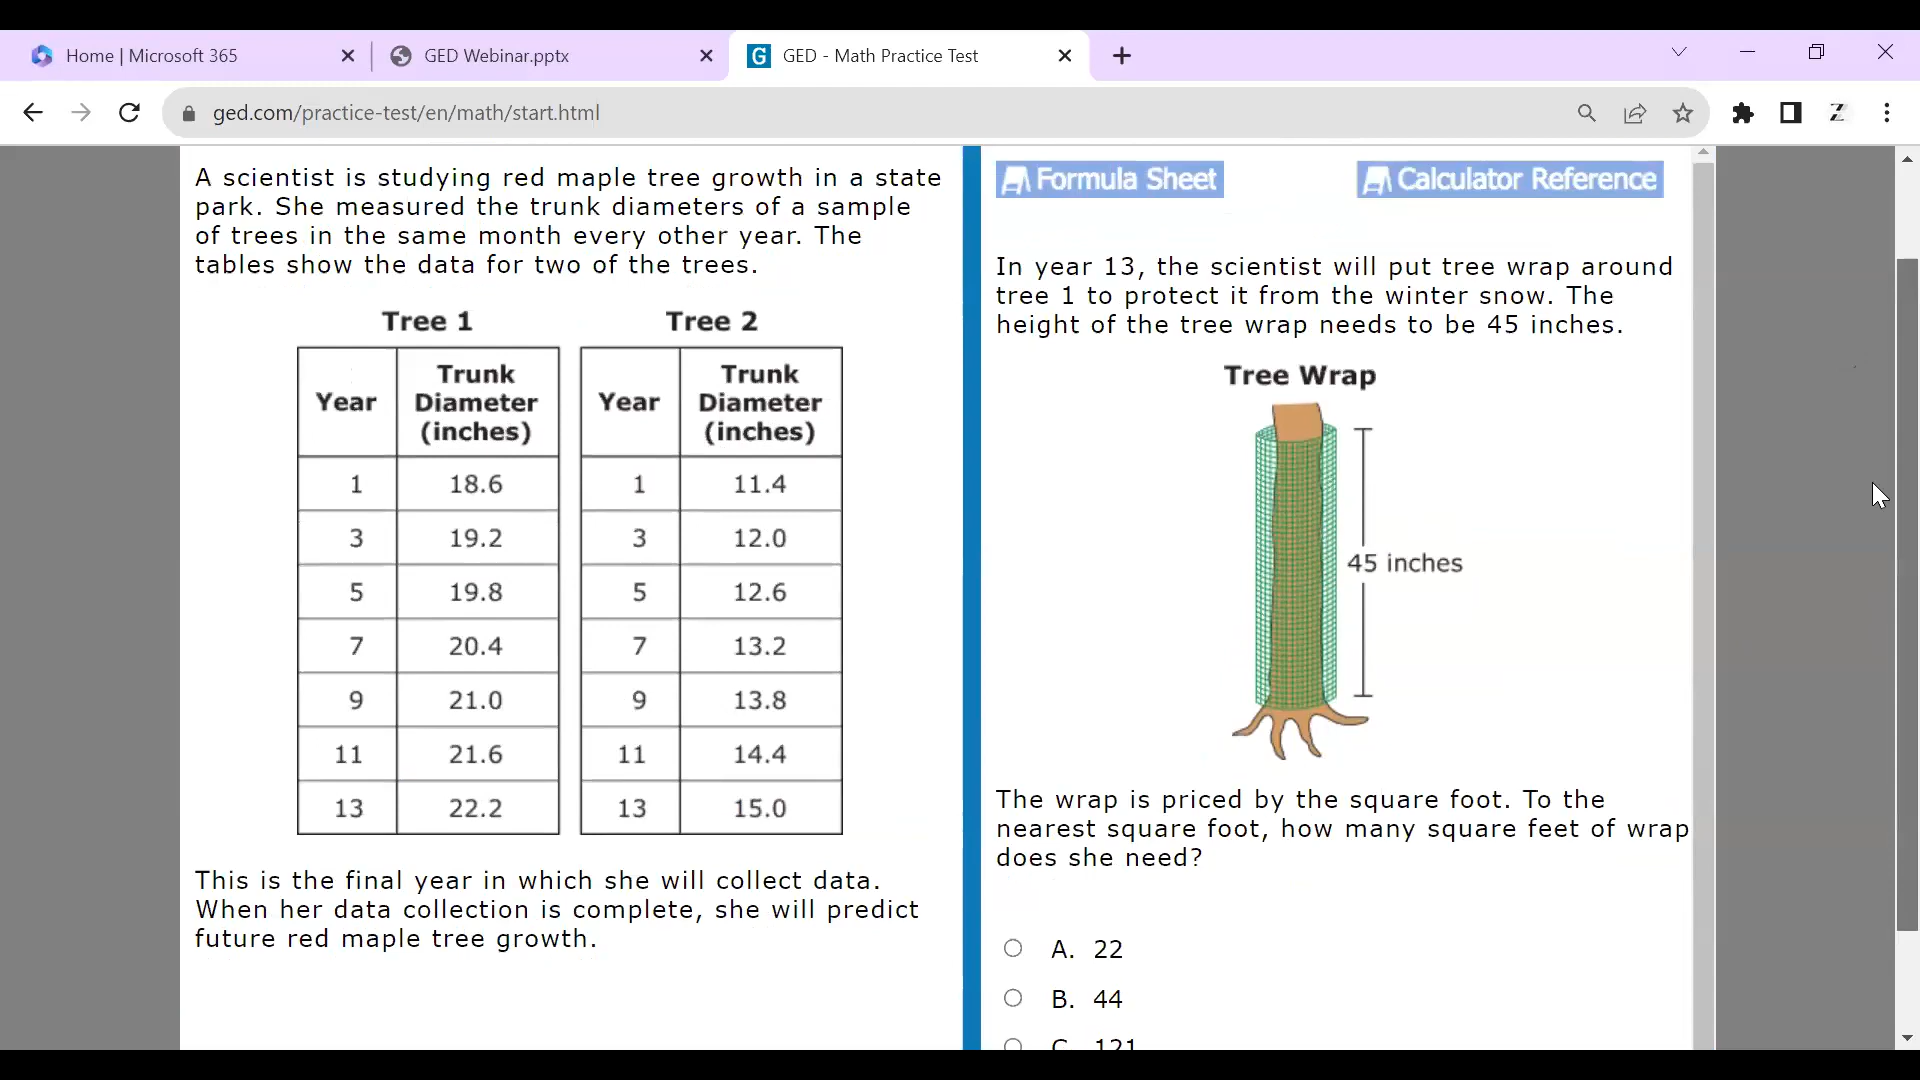 Home | Microsoft 365
GED Webinar.pptx
GED - Math Practice Test
ged.com/practice-test/en/math/start.html
A scientist is studying red maple tree growth in a state
park. She measured the trunk diameters of a sample
of trees in the same month every other year. The
tables show the data for two of the trees.
Tree 1
Year Trunk Diameter (inches)
1 18.6
3 19.2
5 19.8
7 20.4
9 21.0
11 21.6
13 22.2
Tree 2
Year Trunk Diameter (inches)
1 11.4
3 12.0
5 12.6
7 13.2
9 13.8
11 14.4
13 15.0
This is the final year in which she will collect data.
When her data collection is complete, she will predict
future red maple tree growth.
Formula Sheet
Calculator Reference
In year 13, the scientist will put tree wrap around
tree 1 to protect it from the winter snow. The
height of the tree wrap needs to be 45 inches.
Tree Wrap
45 inches
The wrap is priced by the square foot. To the
nearest square foot, how many square feet of wrap
does she need?
A. 22
B. 44
C. 121